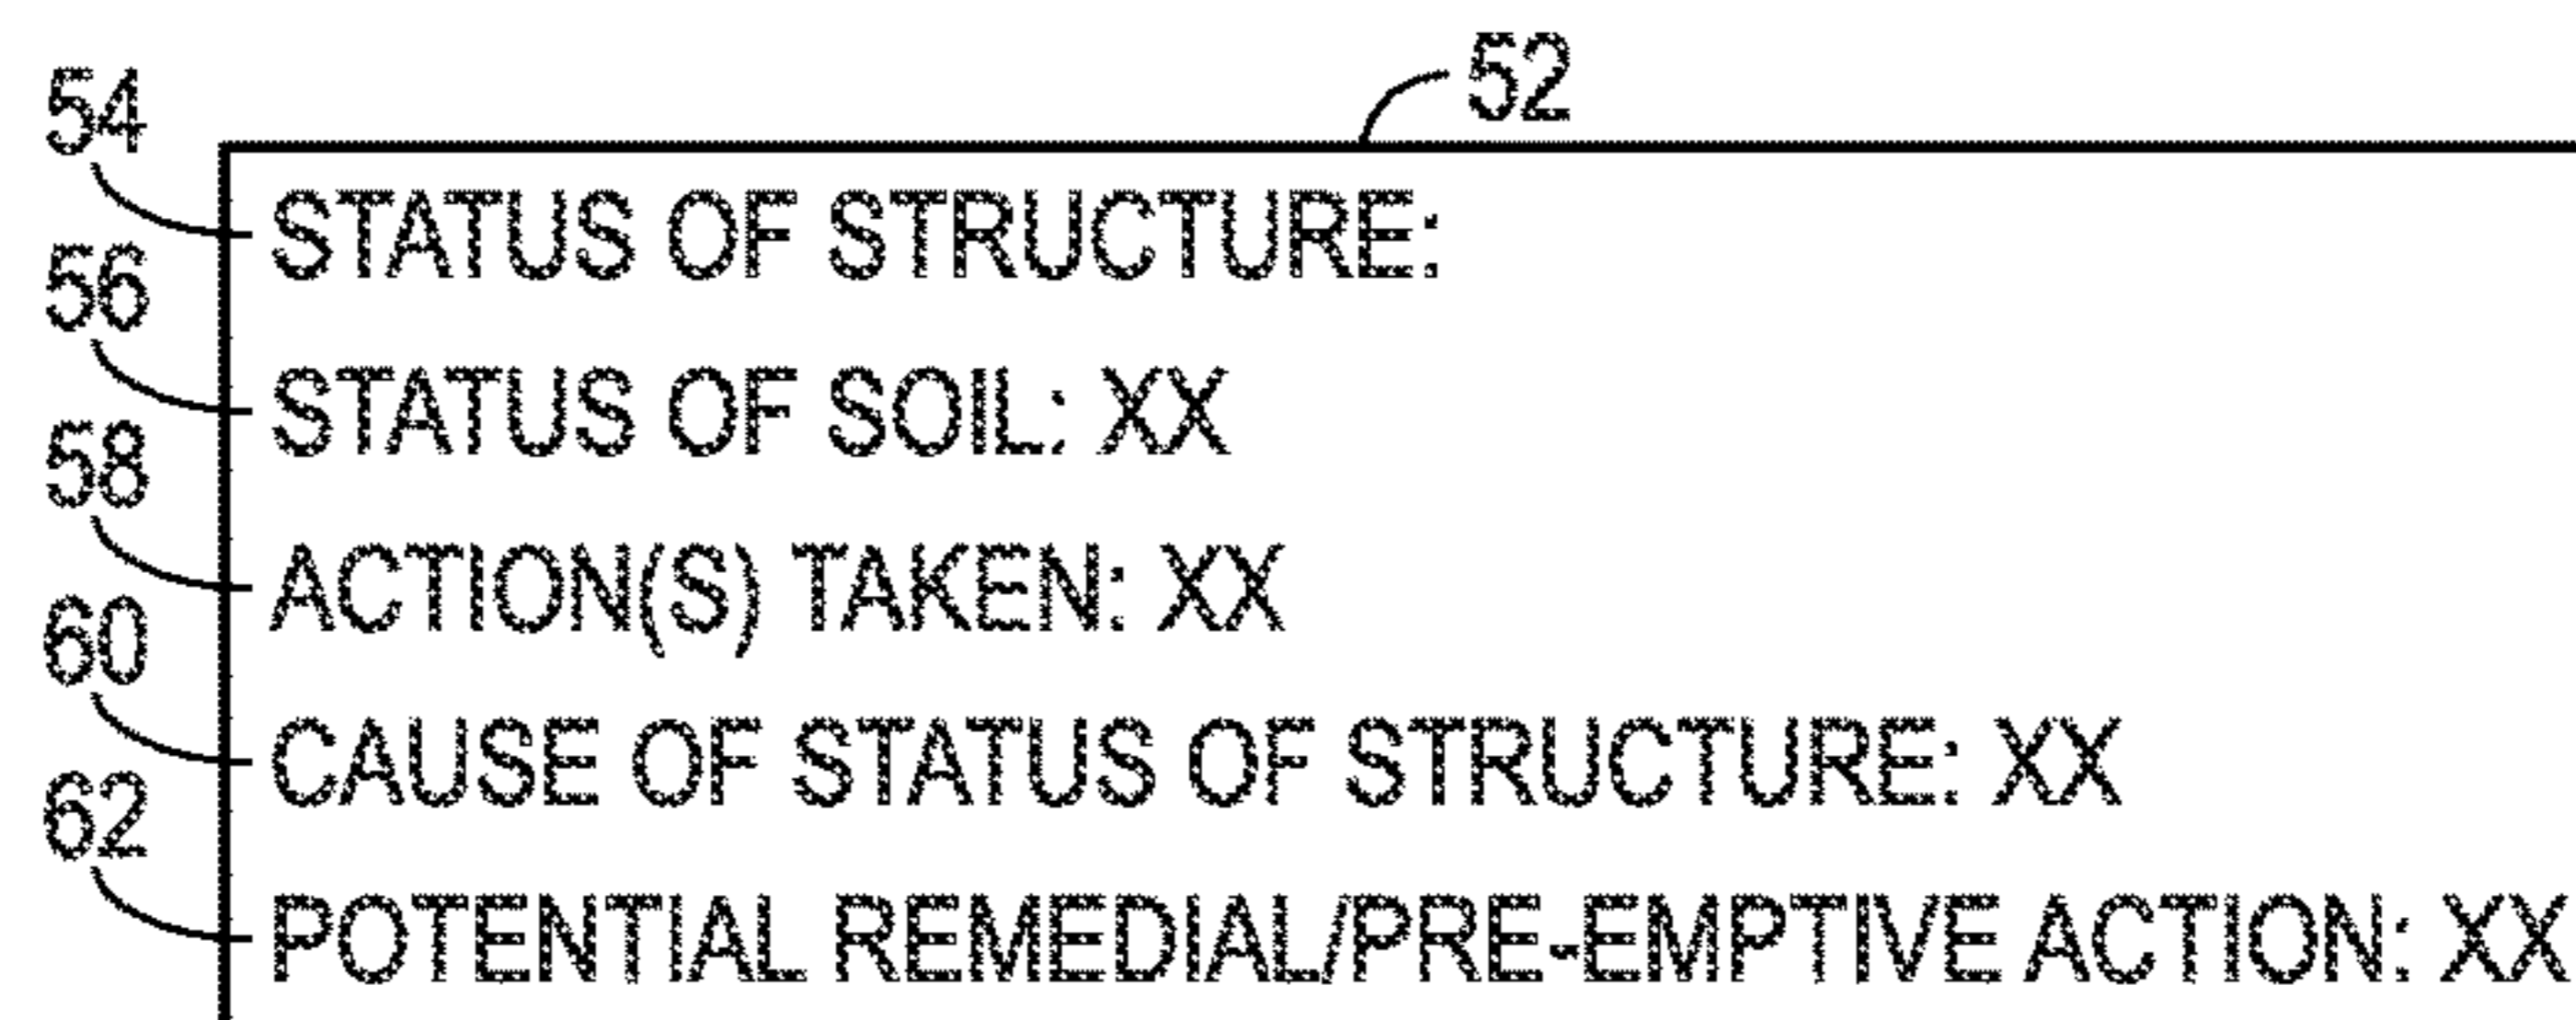 52
54
STATUS OF STRUCTURE:
56
STATUS OF SOIL: XX
58
ACTION(S) TAKEN: XX
60
CAUSE OF STATUS OF STRUCTURE: XX
62
POTENTIAL REMEDIAL/PRE-EMPTIVE ACTION: XX